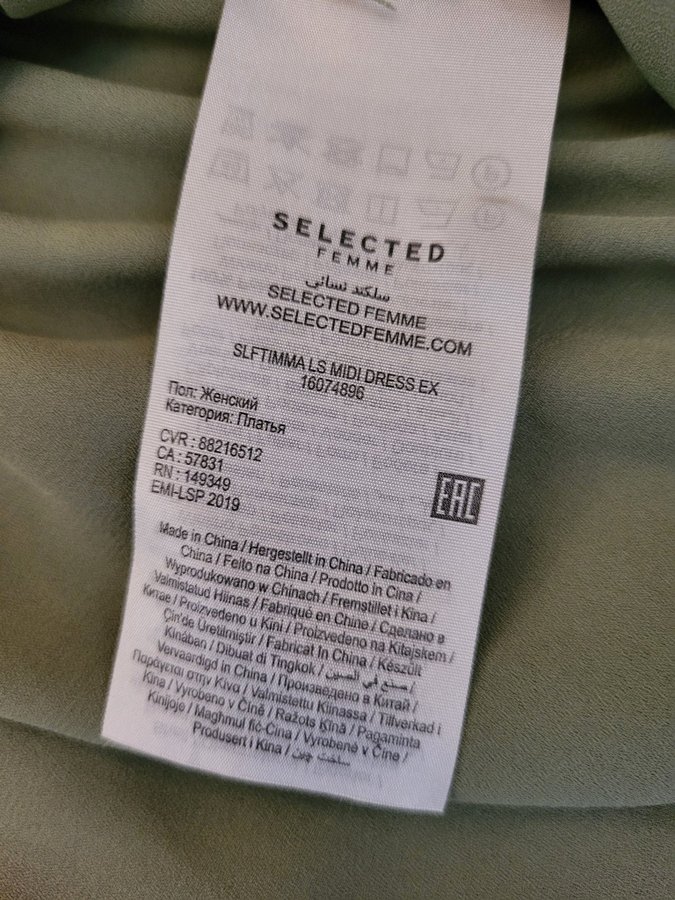 SELECTED
FEMME
سلكتد نسائي
SELECTED FEMME
WWW.SELECTEDFEMME.COM
SLFTIMMA LS MIDI DRESS EX
16074896
Пол: Женский
Категория: Платья
CVR : 88216512
CA : 57831
RN : 149349
EMI-LSP 2019
EAC
Made in China / Hergestellt in China / Fabricado en
China / Feito na China / Prodotto in Cina /
Wyprodukowano w Chinach / Fremstillet i Kina /
Valmistatud Hiinas / Fabriqué en Chine / Сделано в
Китае / Proizvedeno u Kini / Proizvedeno na Kitajskem /
Çin'de Üretilmiştir / Fabricat în China / Készült
Kínában / Dibuat di Tingkok / صنع في الصين /
Vervaardigd in China / Произведено в Китай /
Παράγεται στην Κίνα / Valmistettu Kiinassa / Tillverkad i
Kina / Vyrobeno v Číně / Ražots Ķīnā / Pagaminta
Kinijoje / Maghmul fiċ-Ċina / Vyrobené v Číne /
Produsert i Kina / ساخت چین